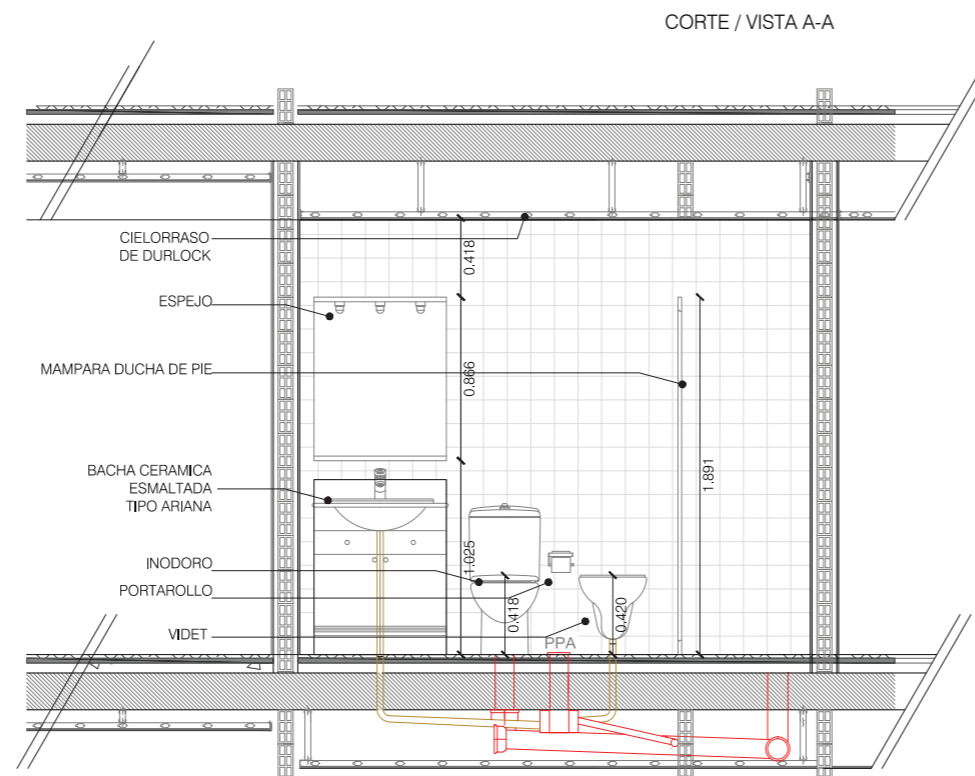 CORTE / VISTA A-A
CIELORRASO
DE DURLOCK
0.418
ESPEJO
MAMPARA DUCHA DE PIE
0.866
1.891
BACHA CERAMICA
ESMALTADA
TIPO ARIANA
INODORO
1.025
PORTAROLLO
0.418
0.420
VIDET
PPA